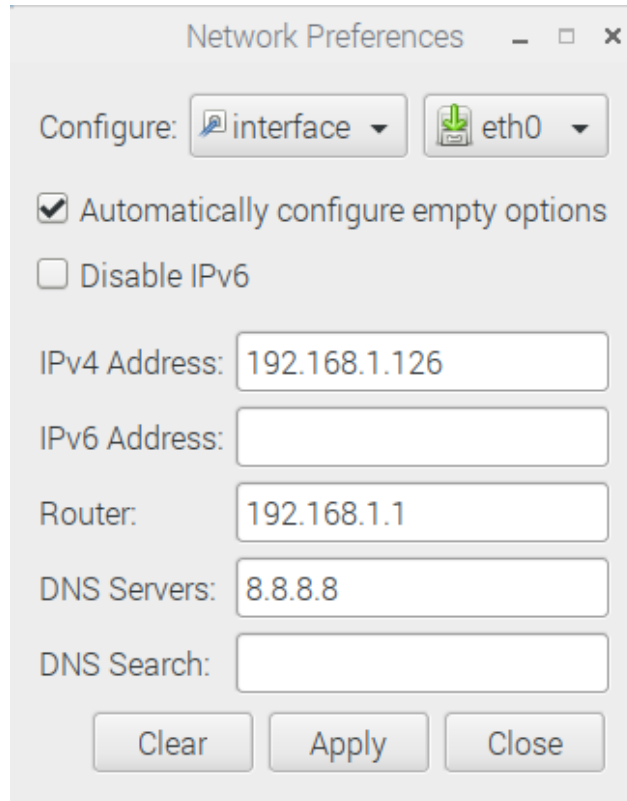 Network Preferences
Configure: interface eth0
Automatically configure empty options
Disable IPv6
IPv4 Address: 192.168.1.126
IPv6 Address:
Router: 192.168.1.1
DNS Servers: 8.8.8.8
DNS Search:
Clear Apply Close